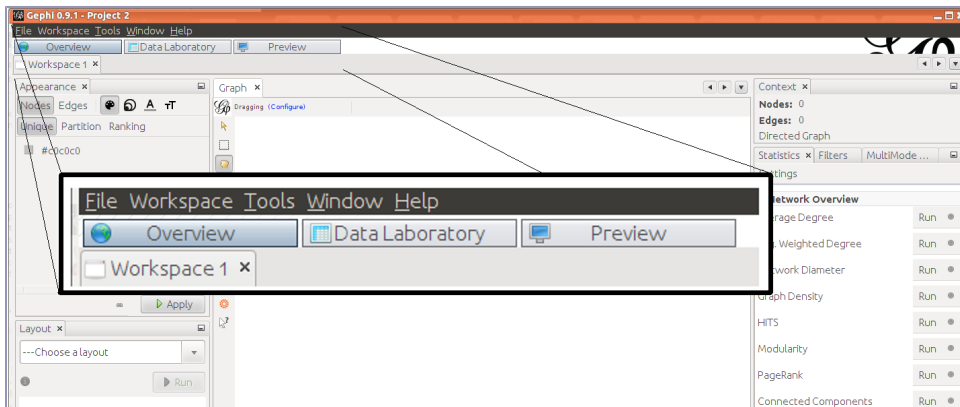 Gephi 0.9.1 - Project 2
File Workspace Tools Window Help
Overview Data Laboratory Preview
Workspace 1
Appearance
Nodes Edges
Unique Partition Ranking
#c0c0c0
Apply
Layout
---Choose a layout
Run
Graph
Dragging (Configure)
Context
Nodes: 0
Edges: 0
Directed Graph
Statistics Filters MultiMode ...
Network Overview
Weighted Degree
Graph Density
HITS
Modularity
PageRank
Connected Components
Run
Run
Run
Run
Run
Run
Run
Run
File Workspace Tools Window Help
Overview Data Laboratory Preview
Workspace 1